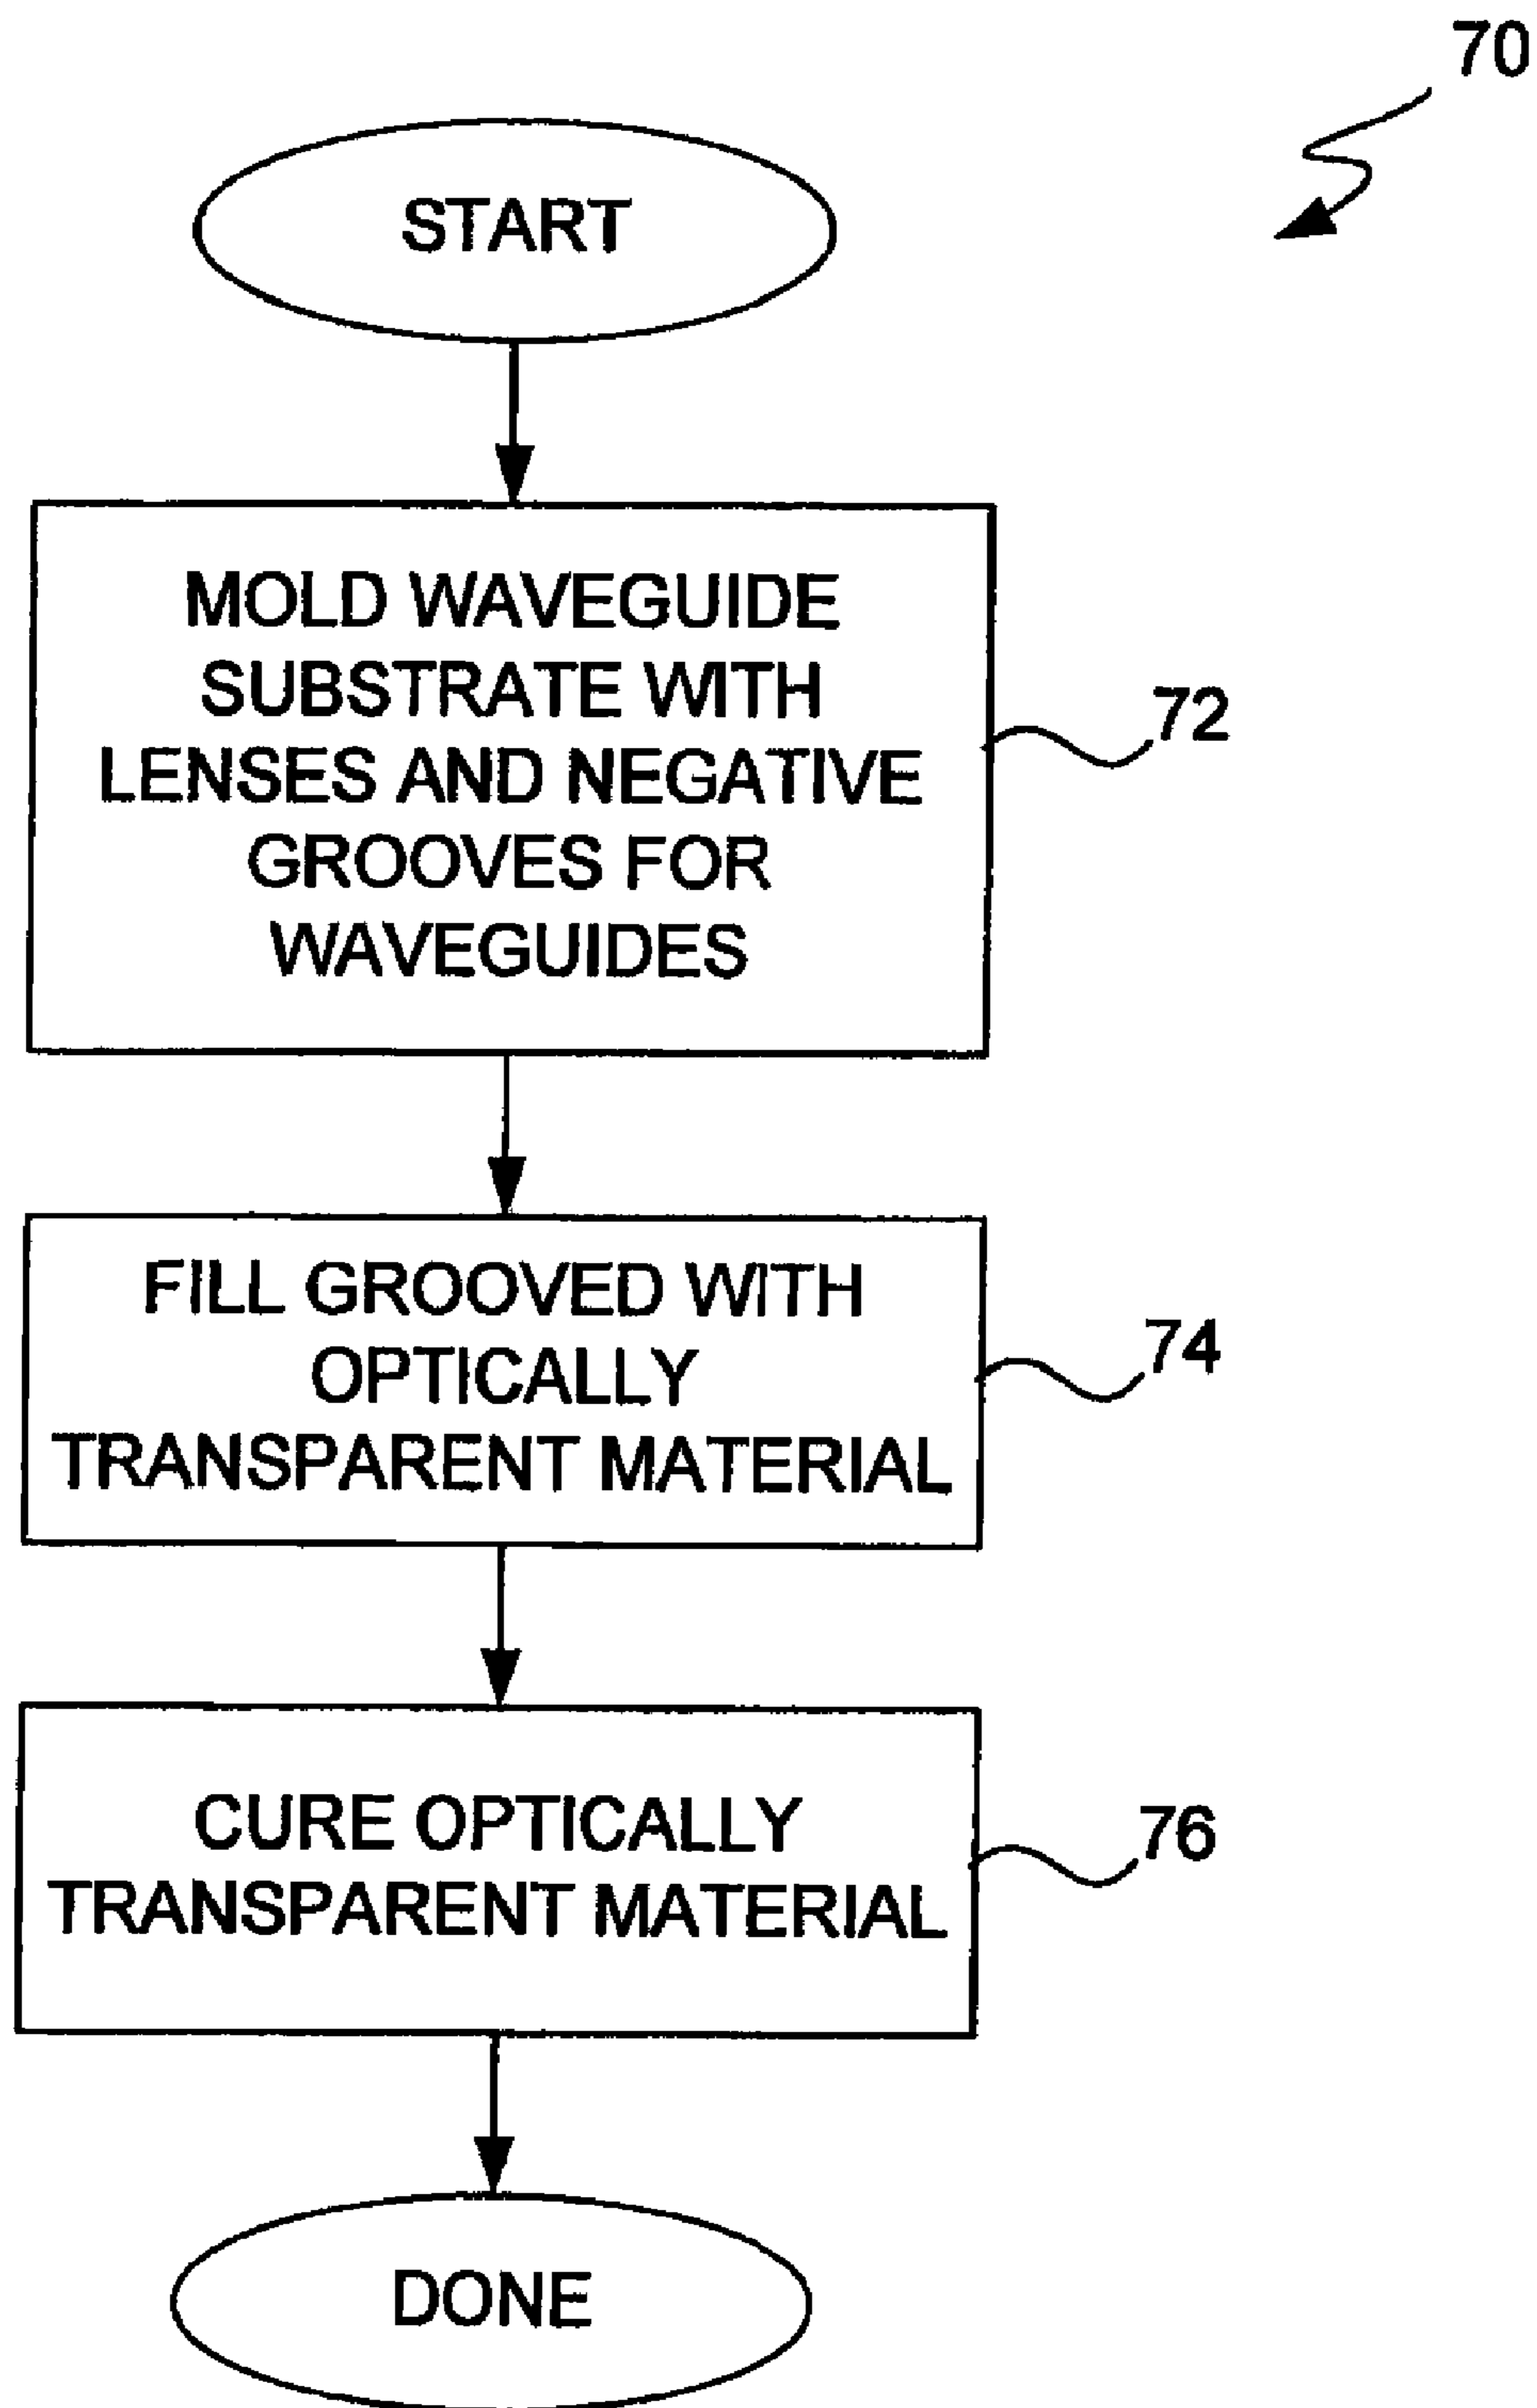 70
START
MOLD WAVEGUIDE
SUBSTRATE WITH
LENSES AND NEGATIVE
GROOVES FOR
WAVEGUIDES
72
FILL GROOVED WITH
OPTICALLY
TRANSPARENT MATERIAL
74
CURE OPTICALLY
TRANSPARENT MATERIAL
76
DONE